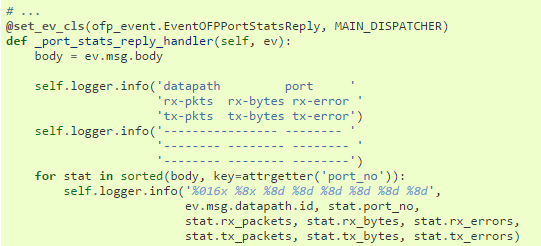 # ...
@set_ev_cls(ofp_event.EventOFPPortStatsReply, MAIN_DISPATCHER)
def _port_stats_reply_handler(self, ev):
    body = ev.msg.body

    self.logger.info('datapath         port     '
                     'rx-pkts  rx-bytes rx-error '
                     'tx-pkts  tx-bytes tx-error')
    self.logger.info('---------------- -------- '
                     '-------- -------- -------- '
                     '-------- -------- --------')
    for stat in sorted(body, key=attrgetter('port_no')):
        self.logger.info('%016x %8x %8d %8d %8d %8d %8d %8d',
                         ev.msg.datapath.id, stat.port_no,
                         stat.rx_packets, stat.rx_bytes, stat.rx_errors,
                         stat.tx_packets, stat.tx_bytes, stat.tx_errors)